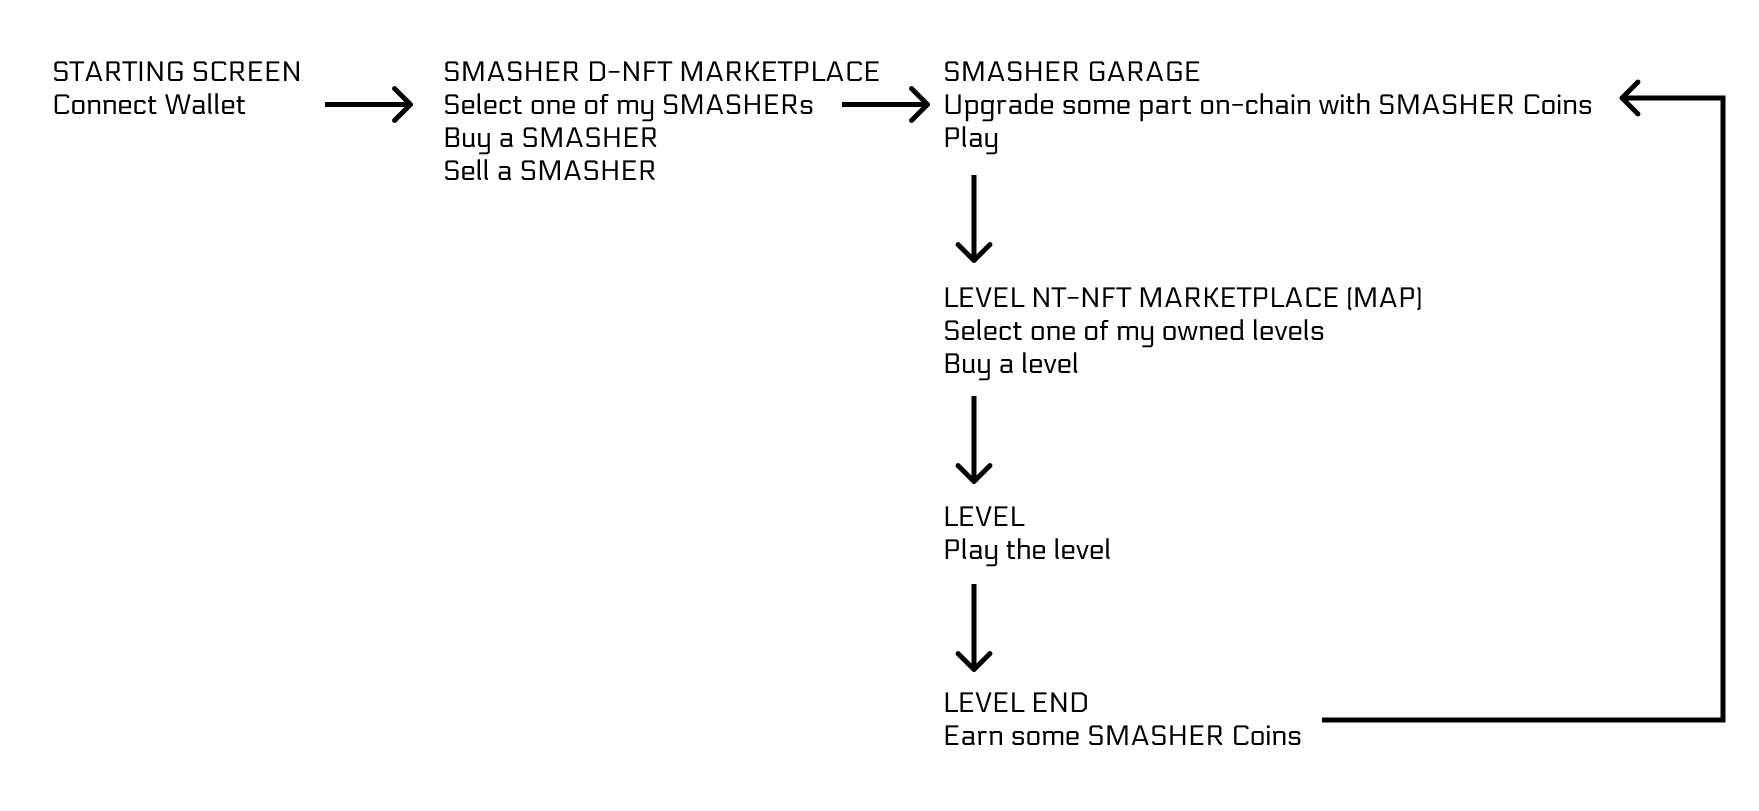 STARTING SCREEN
Connect Wallet
SMASHER D-NFT MARKETPLACE
Select one of my SMASHERs
Buy a SMASHER
Sell a SMASHER
SMASHER GARAGE
Upgrade some part on-chain with SMASHER Coins
Play
LEVEL NT-NFT MARKETPLACE (MAP)
Select one of my owned levels
Buy a level
LEVEL
Play the level
LEVEL END
Earn some SMASHER Coins